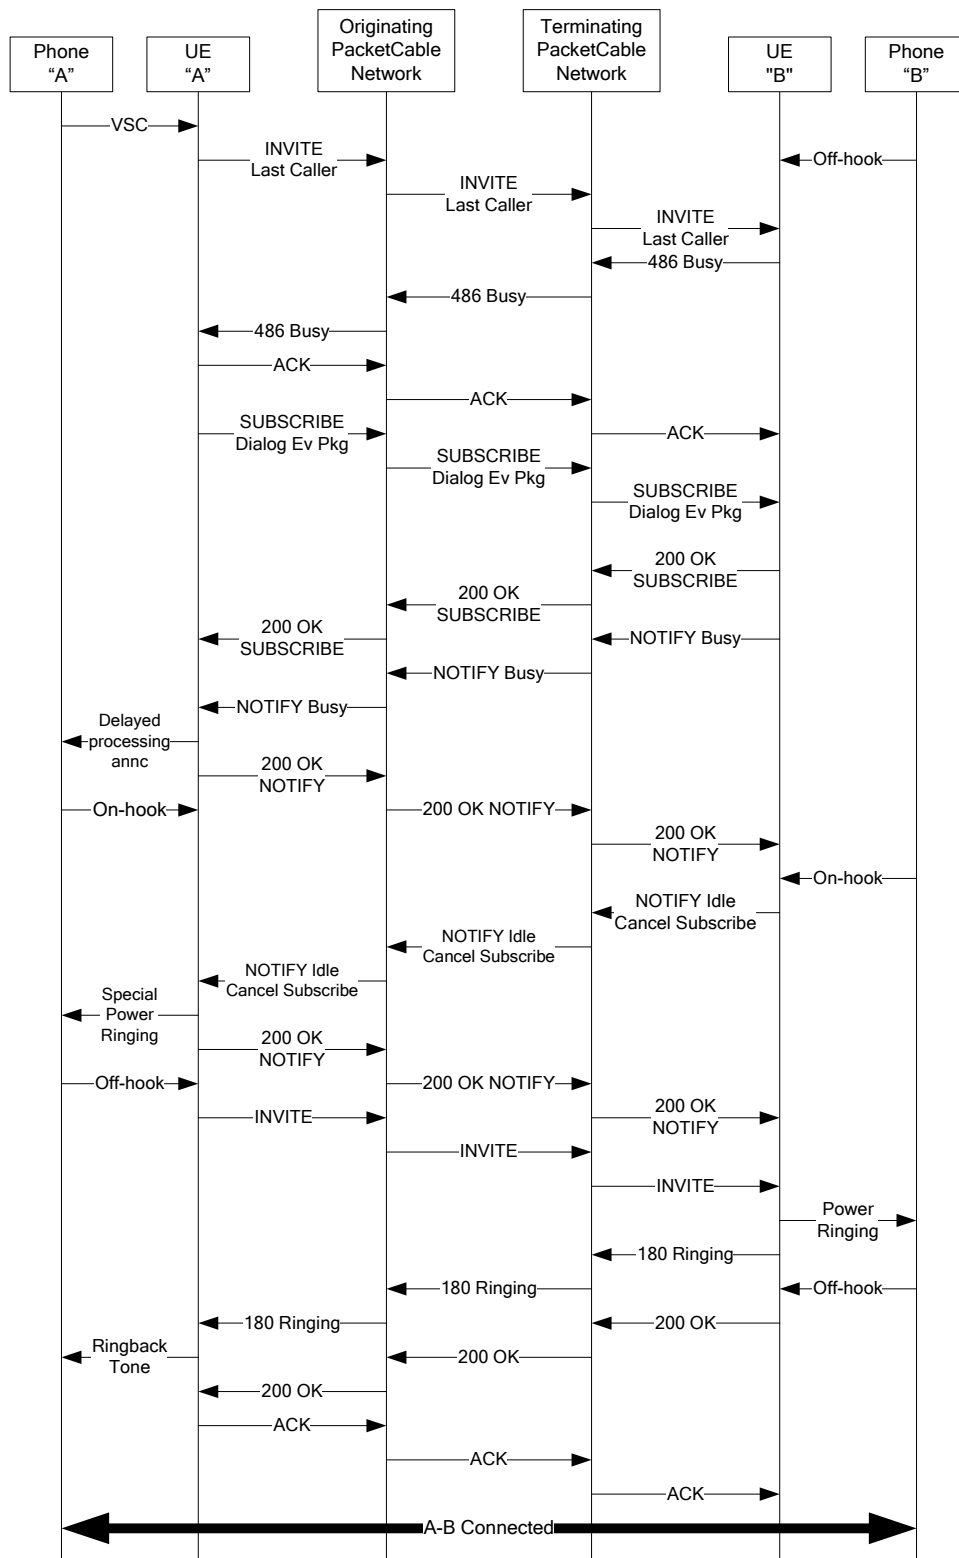 Phone
“A”
UE
“A”
Originating
PacketCable
Network
Terminating
PacketCable
Network
UE
"B"
Phone
“B”
VSC
INVITE
Last Caller
Off-hook
INVITE
Last Caller
INVITE
Last Caller
486 Busy
486 Busy
486 Busy
ACK
ACK
SUBSCRIBE
Dialog Ev Pkg
ACK
SUBSCRIBE
Dialog Ev Pkg
SUBSCRIBE
Dialog Ev Pkg
200 OK
SUBSCRIBE
200 OK
SUBSCRIBE
200 OK
SUBSCRIBE
NOTIFY Busy
NOTIFY Busy
NOTIFY Busy
Delayed
processing
annc
200 OK
NOTIFY
On-hook
200 OK NOTIFY
200 OK
NOTIFY
On-hook
NOTIFY Idle
Cancel Subscribe
NOTIFY Idle
Cancel Subscribe
NOTIFY Idle
Cancel Subscribe
Special
Power
Ringing
200 OK
NOTIFY
Off-hook
200 OK NOTIFY
INVITE
200 OK
NOTIFY
INVITE
INVITE
Power
Ringing
180 Ringing
180 Ringing
Off-hook
180 Ringing
200 OK
Ringback
Tone
200 OK
200 OK
ACK
ACK
ACK
A-B Connected